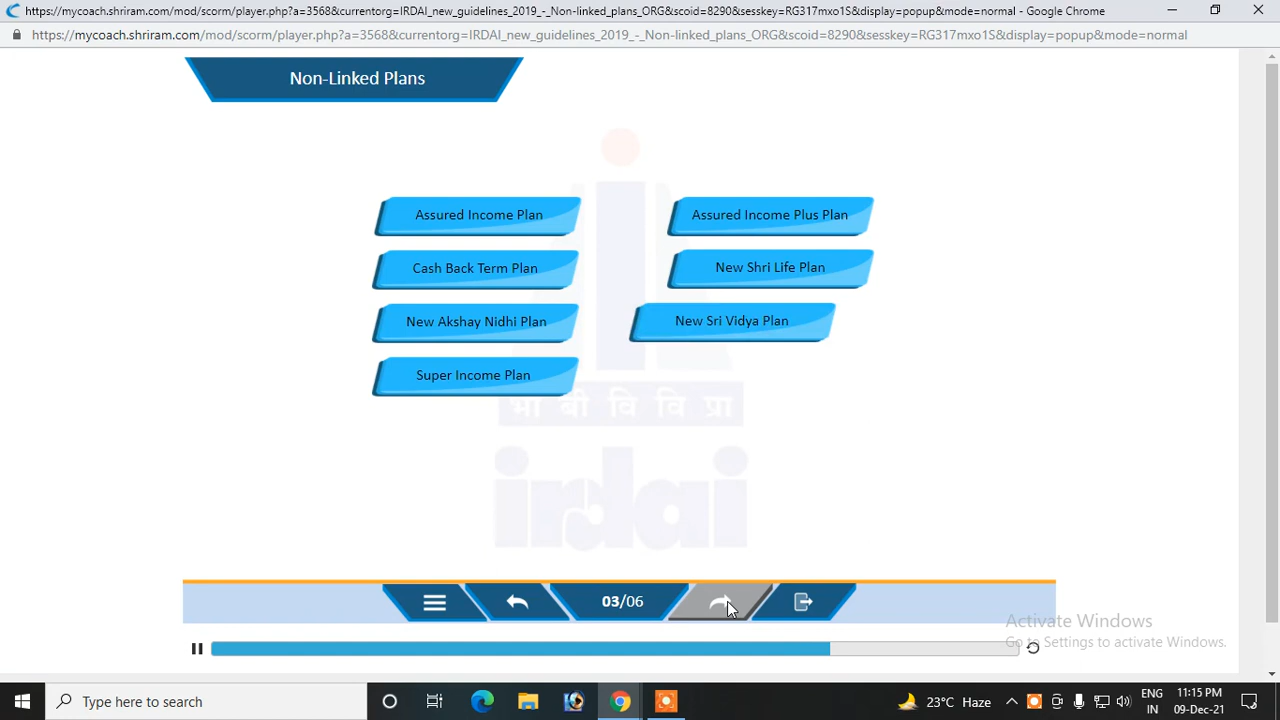 https://mycoach.shriram.com/mod/scorm/player.php?a=3568&currentorg=IRDAI_new_guidelines_2019_-_Non-linked_plans_ORG&scoid=8290&sesskey=RG317mxo1S&display=popup&mode=normal - Google Chrome
https://mycoach.shriram.com/mod/scorm/player.php?a=3568&currentorg=IRDAI_new_guidelines_2019_-_Non-linked_plans_ORG&scoid=8290&sesskey=RG317mxo1S&display=popup&mode=normal
Non-Linked Plans
Assured Income Plan
Assured Income Plus Plan
Cash Back Term Plan
New Shri Life Plan
New Akshay Nidhi Plan
New Sri Vidya Plan
Super Income Plan
भा बी वि वि प्रा
irdai
03/06
Activate Windows
Go to Settings to activate Windows.
Type here to search
23°C Haze
ENG
IN
11:15 PM
09-Dec-21